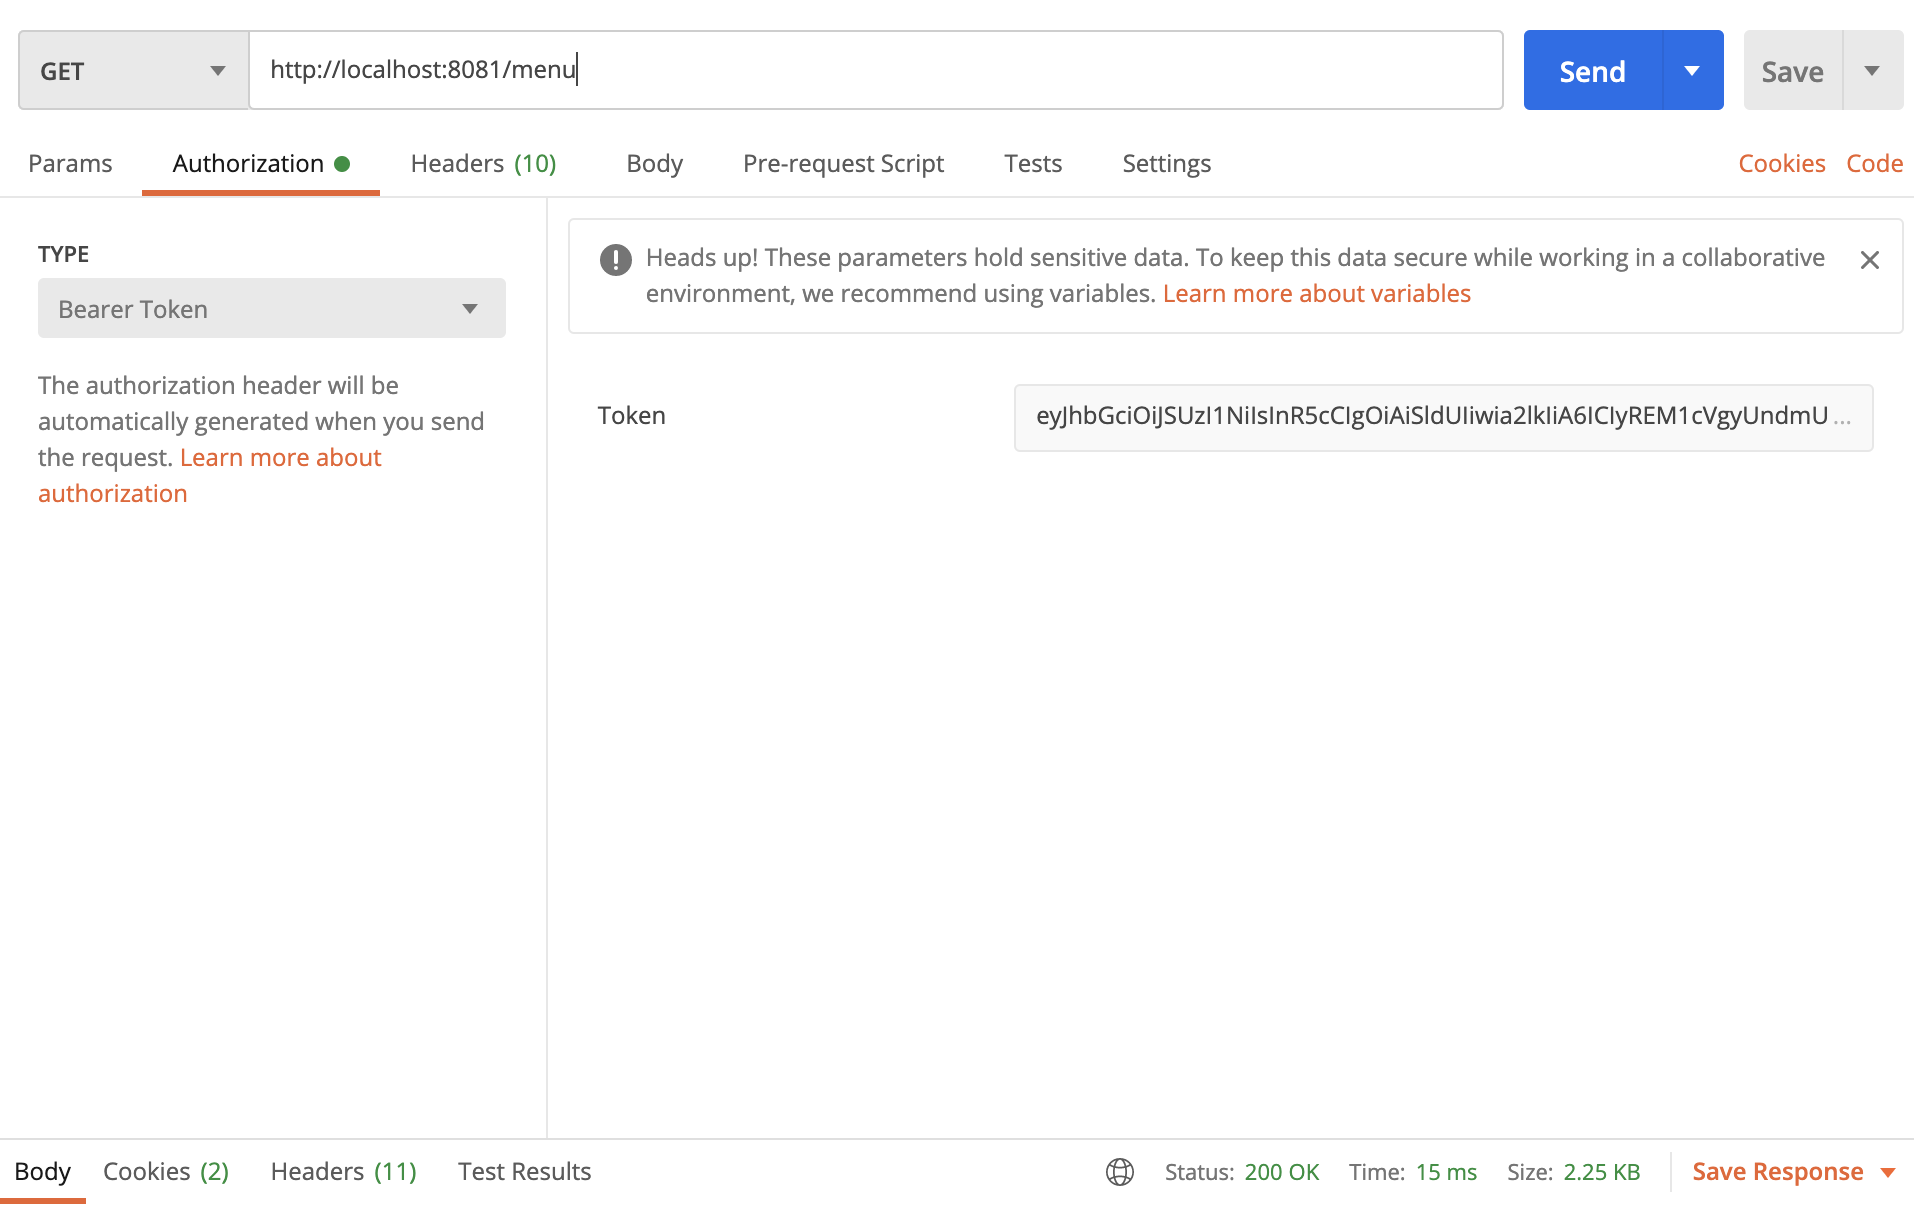 GET http://localhost:8081/menu Send Save
Params Authorization Headers (10) Body Pre-request Script Tests Settings Cookies Code
TYPE
Bearer Token
The authorization header will be
automatically generated when you send
the request. Learn more about
authorization
Heads up! These parameters hold sensitive data. To keep this data secure while working in a collaborative
environment, we recommend using variables. Learn more about variables
Token eyJhbGciOiJSUzI1NiIsInR5cCIgOiAiSldUIiwia2lkIiA6ICIyREM1cVgyUndmU ...
Body Cookies (2) Headers (11) Test Results Status: 200 OK Time: 15 ms Size: 2.25 KB Save Response